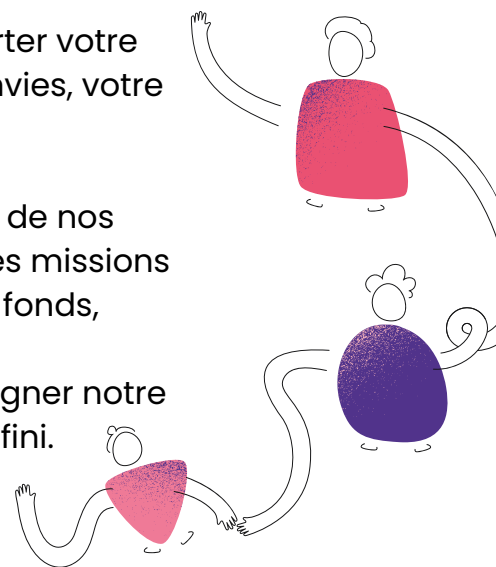 rter votre
nvies, votre
de nos
es missions
fonds,
gner notre
fini.